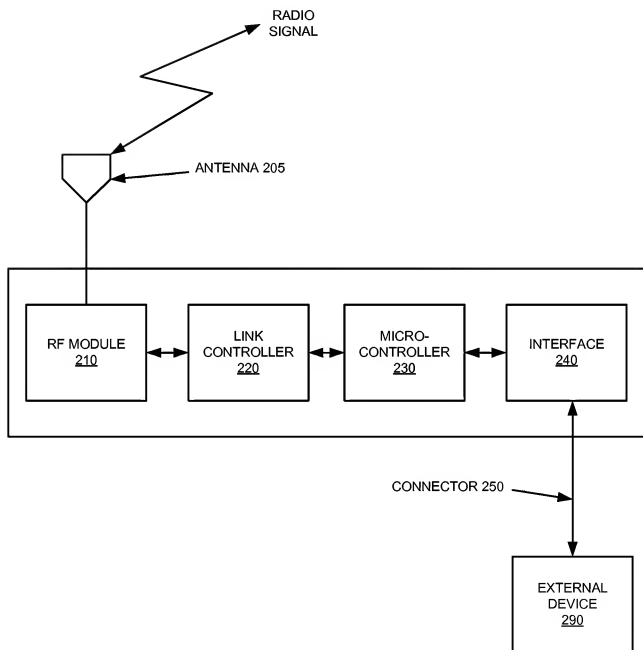 RADIO
SIGNAL
ANTENNA 205
RF MODULE
210
LINK
CONTROLLER
220
MICRO-
CONTROLLER
230
INTERFACE
240
CONNECTOR 250
EXTERNAL
DEVICE
290